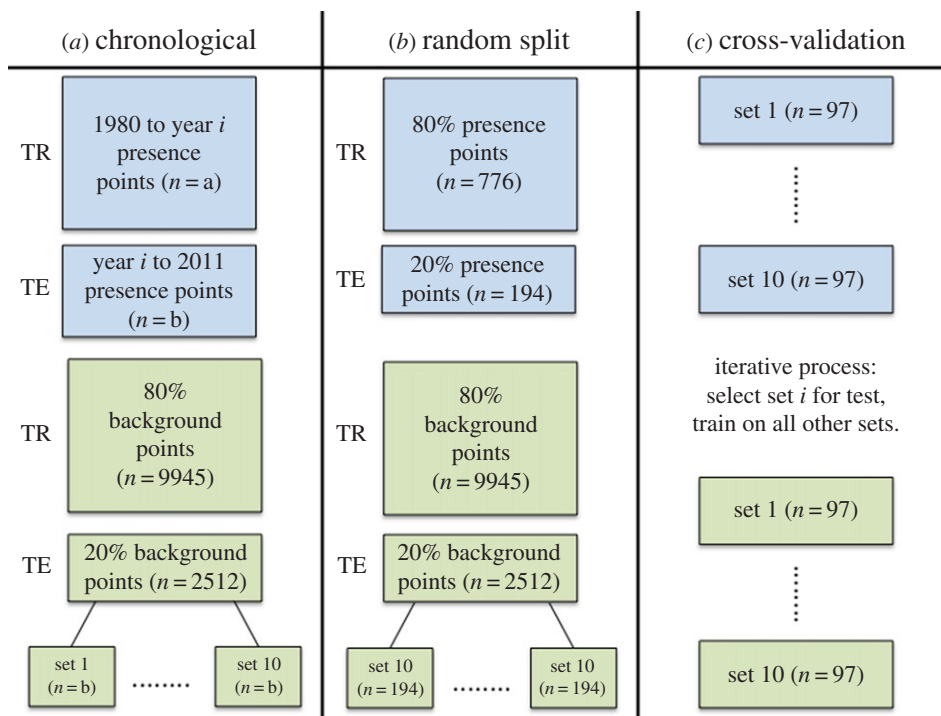 (a) chronological
TR
1980 to year i
presence
points (n = a)
TE
year i to 2011
presence points
(n = b)
TR
80%
background
points
(n = 9945)
TE
20% background
points (n = 2512)
set 1
(n = b)
........
set 10
(n = b)
(b) random split
TR
80% presence
points
(n = 776)
TE
20% presence
points (n = 194)
TR
80%
background
points
(n = 9945)
TE
20% background
points (n = 2512)
set 10
(n = 194)
........
set 10
(n = 194)
(c) cross-validation
set 1 (n = 97)
set 10 (n = 97)
iterative process:
select set i for test,
train on all other sets.
set 1 (n = 97)
set 10 (n = 97)